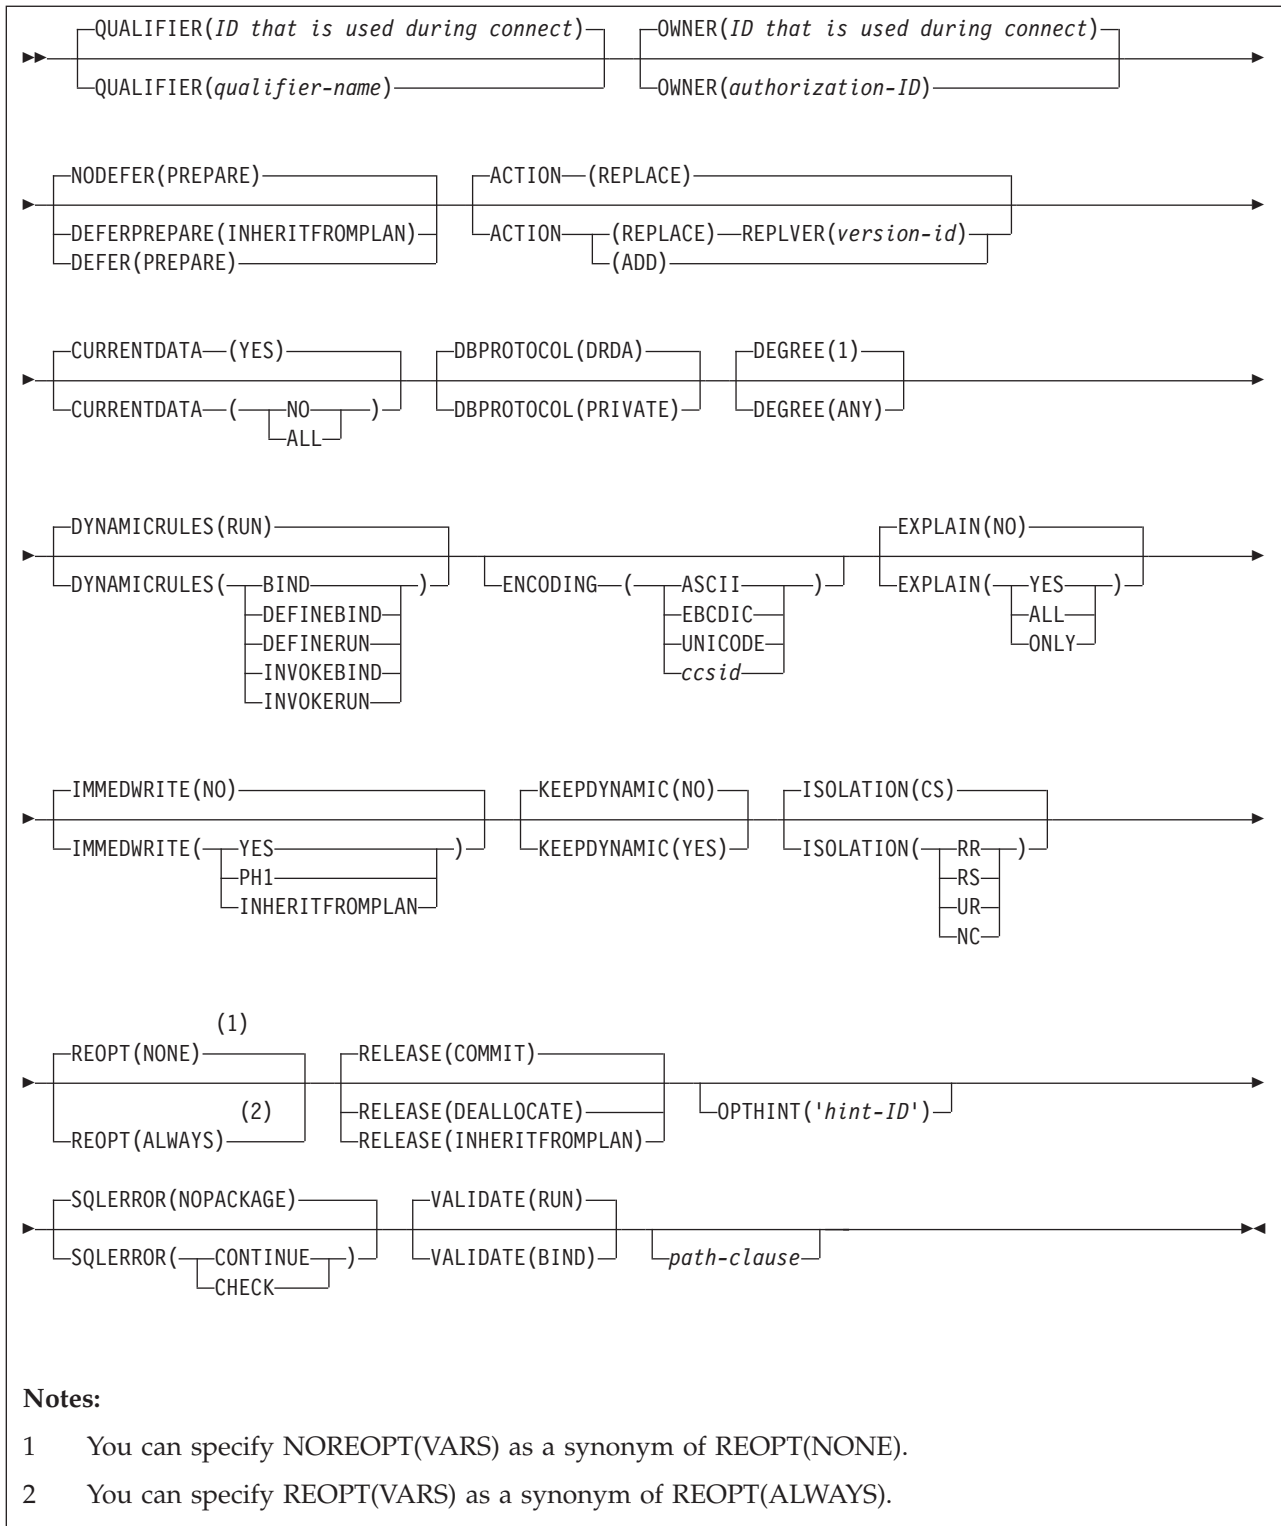 QUALIFIER(ID that is used during connect) OWNER(ID that is used during connect)
QUALIFIER(qualifier-name) OWNER(authorization-ID)
NODEFER(PREPARE) ACTION (REPLACE)
DEFERPREPARE(INHERITFROMPLAN) ACTION (REPLACE) REPLVER(version-id)
DEFER(PREPARE) (ADD)
CURRENTDATA (YES) DBPROTOCOL(DRDA) DEGREE(1)
CURRENTDATA ( NO ) DBPROTOCOL(PRIVATE) DEGREE(ANY)
ALL
DYNAMICRULES(RUN) EXPLAIN(NO)
DYNAMICRULES( BIND ) ENCODING ( ASCII ) EXPLAIN( YES )
DEFINEBIND EBCDIC ALL
DEFINERUN UNICODE ONLY
INVOKEBIND ccsid
INVOKERUN
IMMEDWRITE(NO) KEEPDYNAMIC(NO) ISOLATION(CS)
IMMEDWRITE( YES ) KEEPDYNAMIC(YES) ISOLATION( RR )
PH1 RS
INHERITFROMPLAN UR
NC
(1)
REOPT(NONE) RELEASE(COMMIT)
(2) RELEASE(DEALLOCATE) OPTHINT('hint-ID')
REOPT(ALWAYS) RELEASE(INHERITFROMPLAN)
SQLERROR(NOPACKAGE) VALIDATE(RUN)
SQLERROR( CONTINUE ) VALIDATE(BIND) path-clause
CHECK
Notes:
1 You can specify NOREOPT(VARS) as a synonym of REOPT(NONE).
2 You can specify REOPT(VARS) as a synonym of REOPT(ALWAYS).